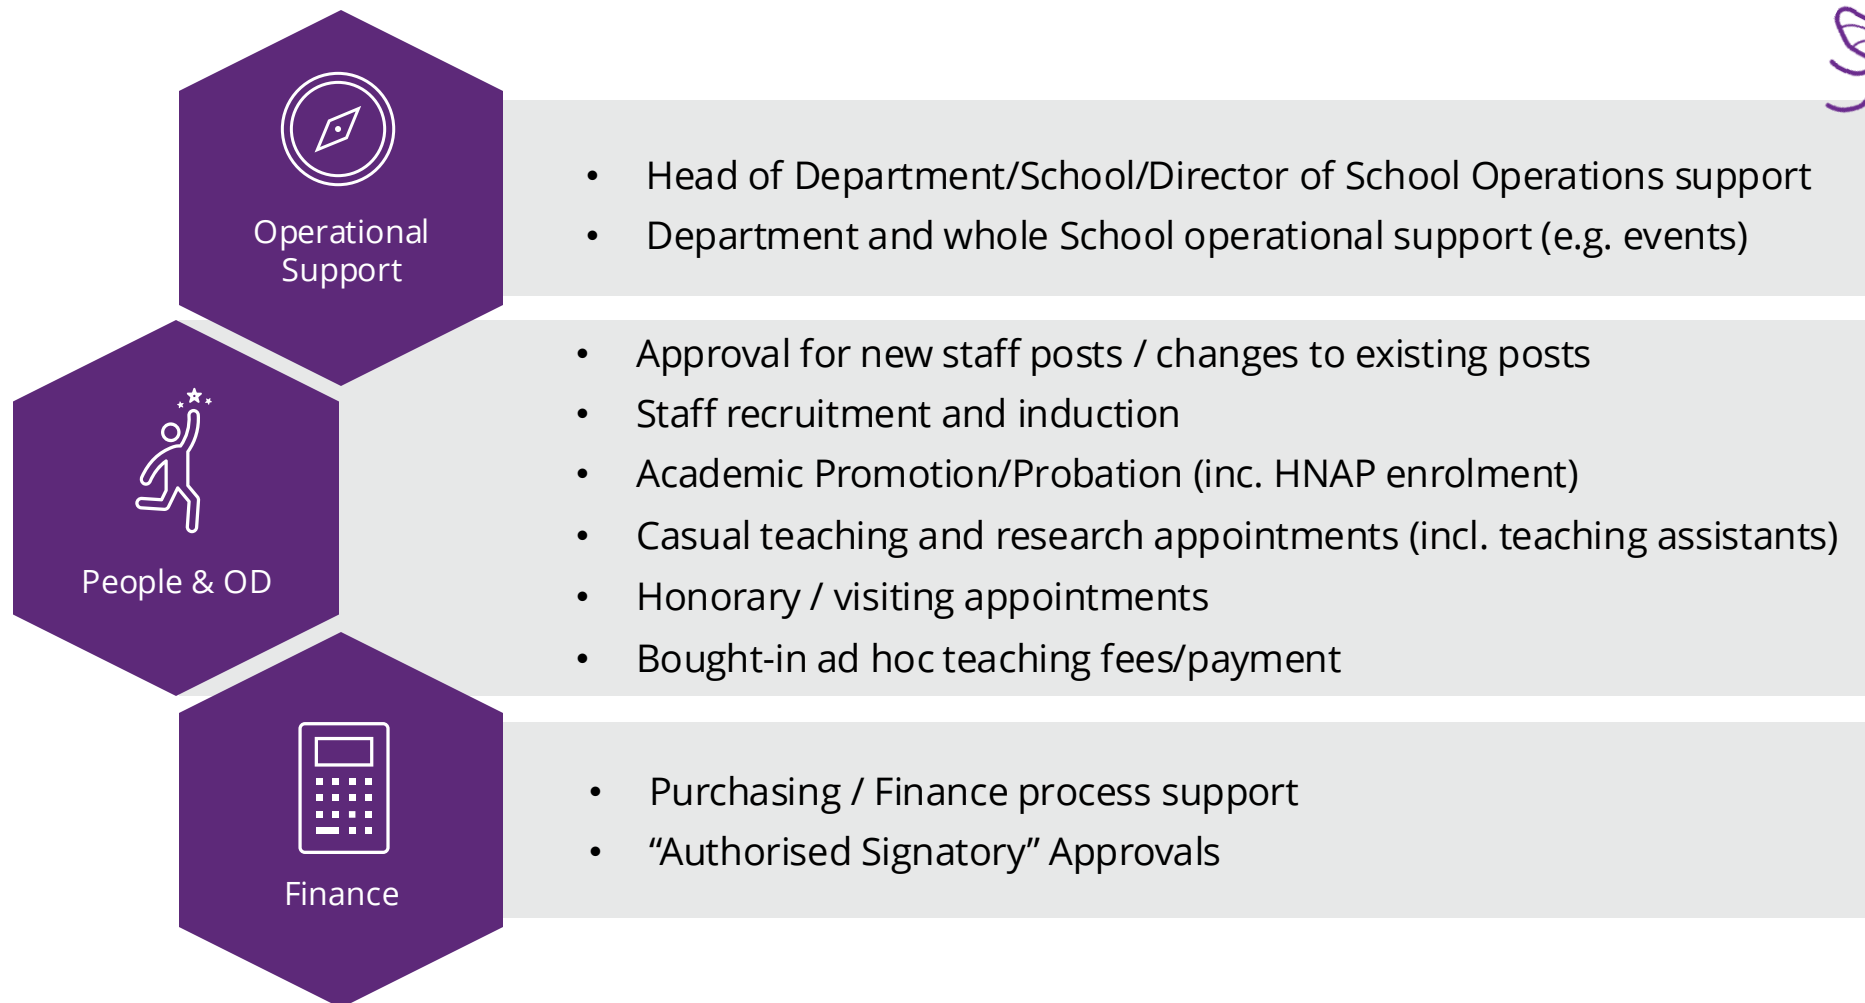 Operational
Support
• Head of Department/School/Director of School Operations support
• Department and whole School operational support (e.g. events)
People & OD
• Approval for new staff posts / changes to existing posts
• Staff recruitment and induction
• Academic Promotion/Probation (inc. HNAP enrolment)
• Casual teaching and research appointments (incl. teaching assistants)
• Honorary / visiting appointments
• Bought-in ad hoc teaching fees/payment
Finance
• Purchasing / Finance process support
• “Authorised Signatory” Approvals